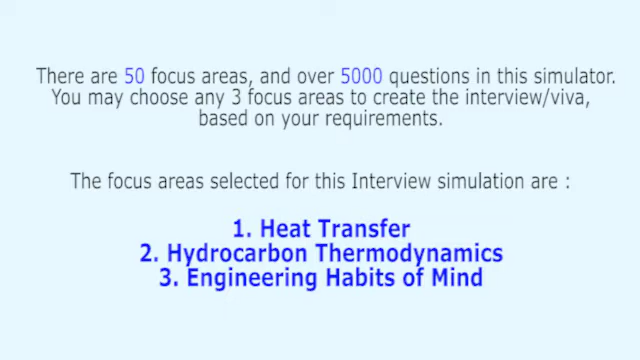 There are 50 focus areas, and over 5000 questions in this simulator.
You may choose any 3 focus areas to create the interview/viva,
based on your requirements.
The focus areas selected for this Interview simulation are :
1. Heat Transfer
2. Hydrocarbon Thermodynamics
3. Engineering Habits of Mind